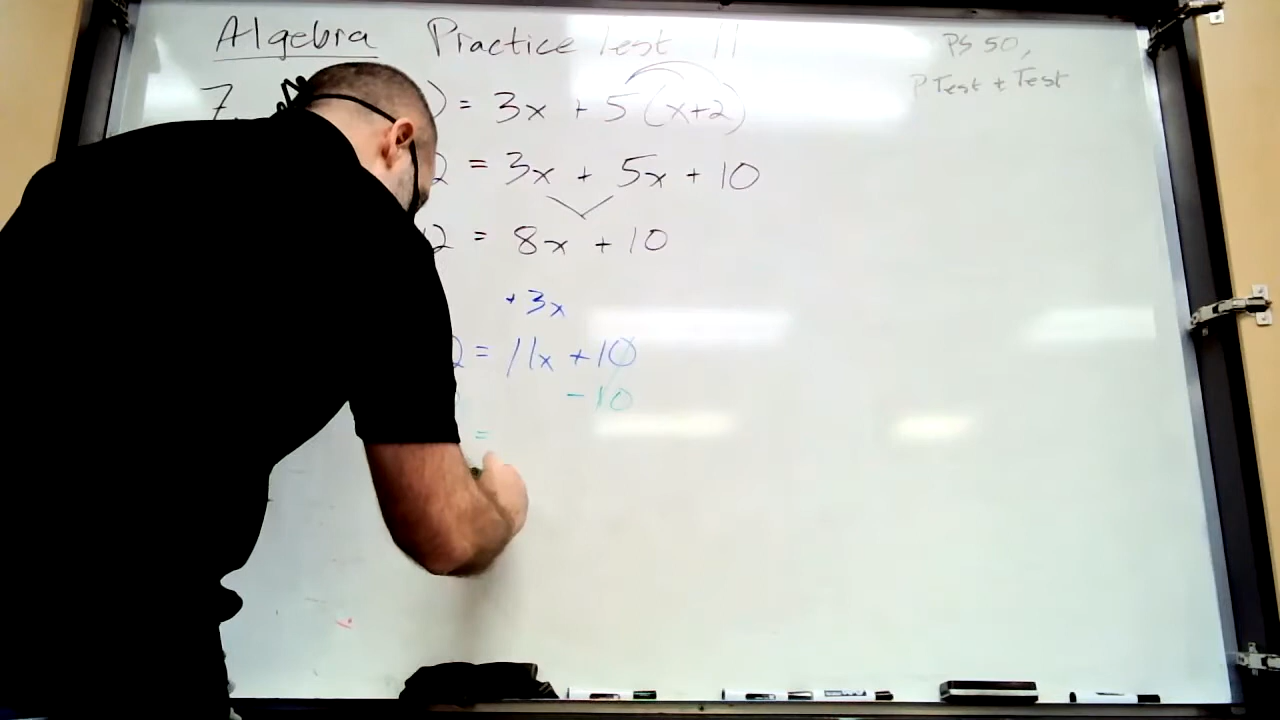 Algebra Practice Test 11
PS 50,
P Test + Test
7. ) = 3x + 5(x+2)
2 = 3x + 5x + 10
12 = 8x + 10
+3x
2 = 11x + 10
-10
=